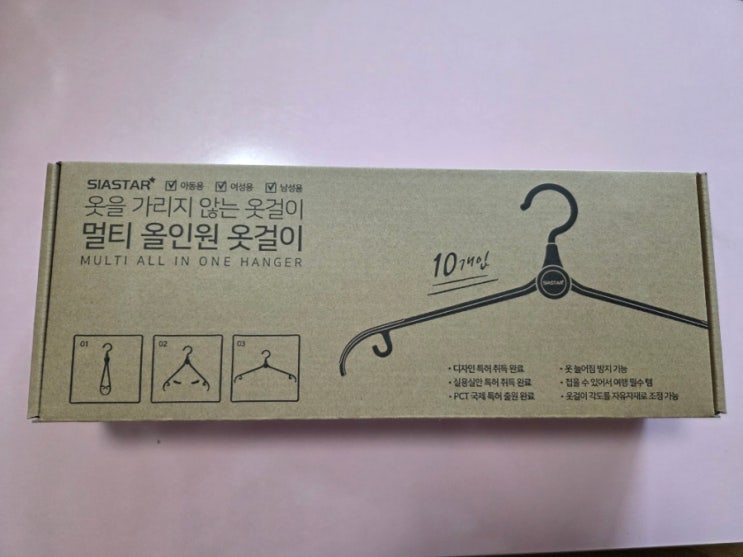 SIASTAR ☑ 아동용 ☑ 여성용 ☑ 남성용
옷을 가리지 않는 옷걸이
멀티 올인원 옷걸이
MULTI ALL IN ONE HANGER
10개입
SIASTAR
01 02 03
• 디자인 특허 취득 완료
• 실용실안 특허 취득 완료
• PCT 국제 특허 출원 완료
• 옷 늘어짐 방지 가능
• 접을 수 있어서 여행 필수 템
• 옷걸이 각도를 자유자재로 조정 가능